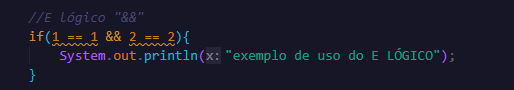 //E lógico "&&"
if(1 == 1 && 2 == 2){
System.out.println(x: "exemplo de uso do E LÓGICO");
}